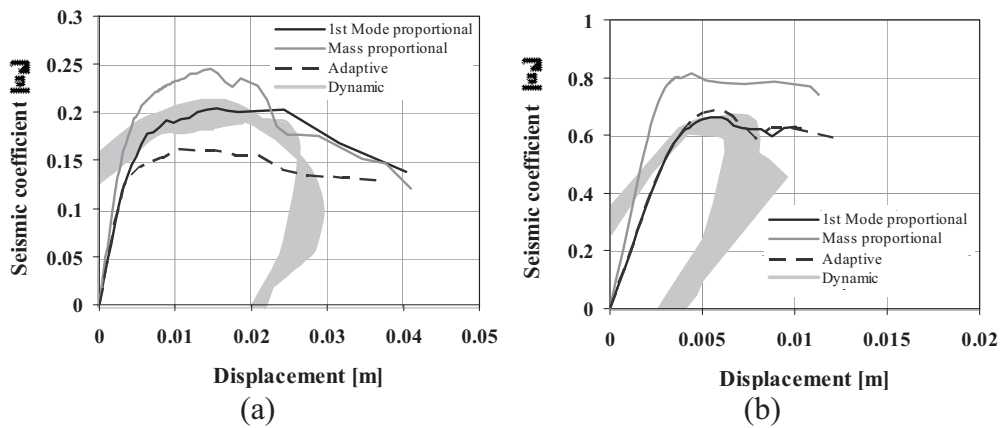 0.3
0.25
0.2
0.15
0.1
0.05
0
Seismic coefficient
1st Mode proportional
Mass proportional
Adaptive
Dynamic
0 0.01 0.02 0.03 0.04 0.05
Displacement [m]
(a)
1
0.8
0.6
0.4
0.2
0
Seismic coefficient
1st Mode proportional
Mass proportional
Adaptive
Dynamic
0 0.005 0.01 0.015 0.02
Displacement [m]
(b)